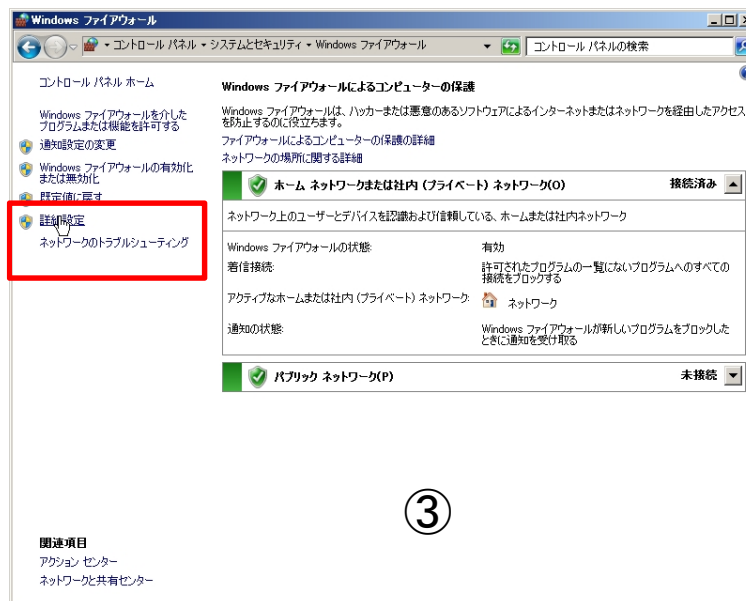 Windows ファイアウォール
コントロール パネル ▾ システムとセキュリティ ▾ Windows ファイアウォール
コントロール パネルの検索
コントロール パネル ホーム
Windows ファイアウォールを介した
プログラムまたは機能を許可する
通知設定の変更
Windows ファイアウォールの有効化
または無効化
既定値に戻す
詳細設定
ネットワークのトラブルシューティング
Windows ファイアウォールによるコンピューターの保護
Windows ファイアウォールは、ハッカーまたは悪意のあるソフトウェアによるインターネットまたはネットワークを経由したアクセス
を防止するのに役立ちます。
ファイアウォールによるコンピューターの保護の詳細
ネットワークの場所に関する詳細
ホーム ネットワークまたは社内 (プライベート) ネットワーク(O) 接続済み
ネットワーク上のユーザーとデバイスを認識および信頼している、ホームまたは社内ネットワーク
Windows ファイアウォールの状態: 有効
着信接続: 許可されたプログラムの一覧にないプログラムへのすべての
接続をブロックする
アクティブなホームまたは社内 (プライベート) ネットワーク: ネットワーク
通知の状態: Windows ファイアウォールが新しいプログラムをブロックした
ときに通知を受け取る
パブリック ネットワーク(P) 未接続
③
関連項目
アクション センター
ネットワークと共有センター